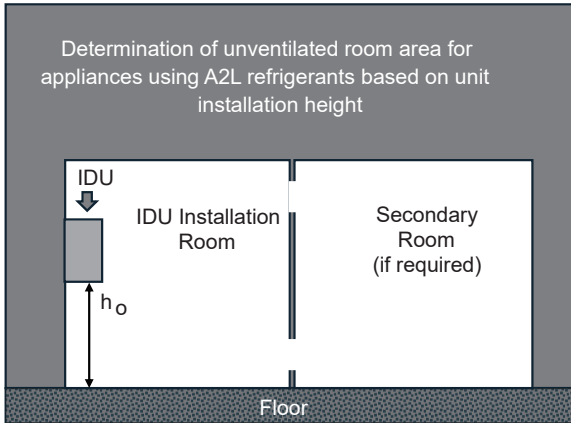 Determination of unventilated room area for
appliances using A2L refrigerants based on unit
installation height
IDU
IDU Installation
Room
Secondary
Room
(if required)
hO
Floor